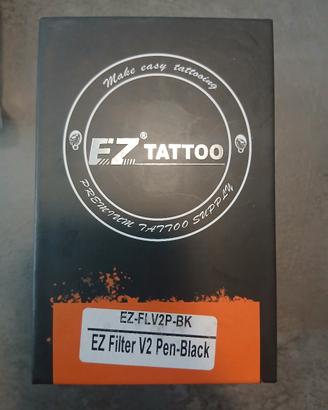 Make easy tattooing
EZ® TATTOO
PREMIUM TATTOO SUPPLY
EZ-FLV2P-BK
EZ Filter V2 Pen-Black